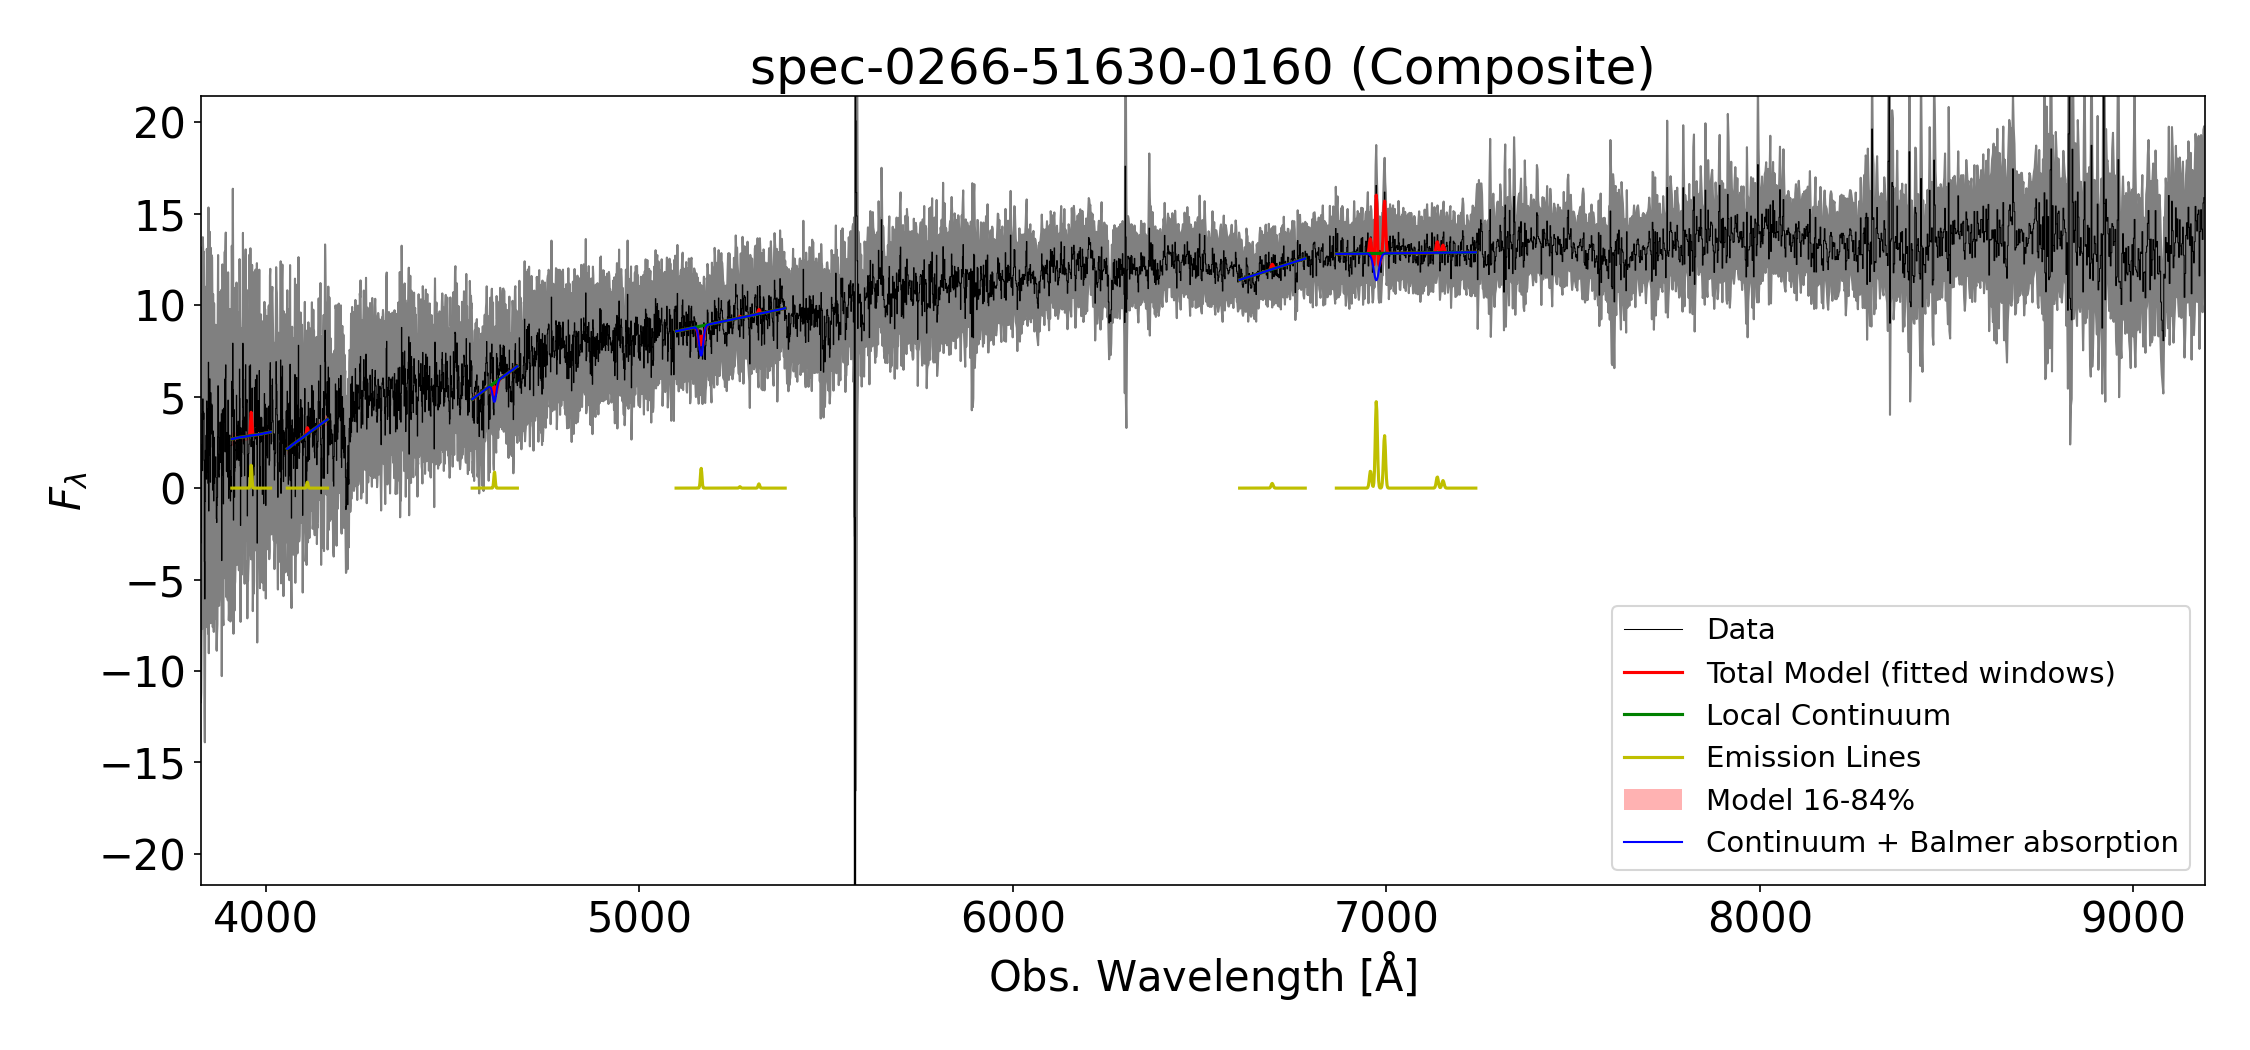 spec-0266-51630-0160 (Composite)
20
15
10
5
0
−5
−10
−15
−20
F_λ
4000 5000 6000 7000 8000 9000
Obs. Wavelength [Å]
Data
Total Model (fitted windows)
Local Continuum
Emission Lines
Model 16-84%
Continuum + Balmer absorption